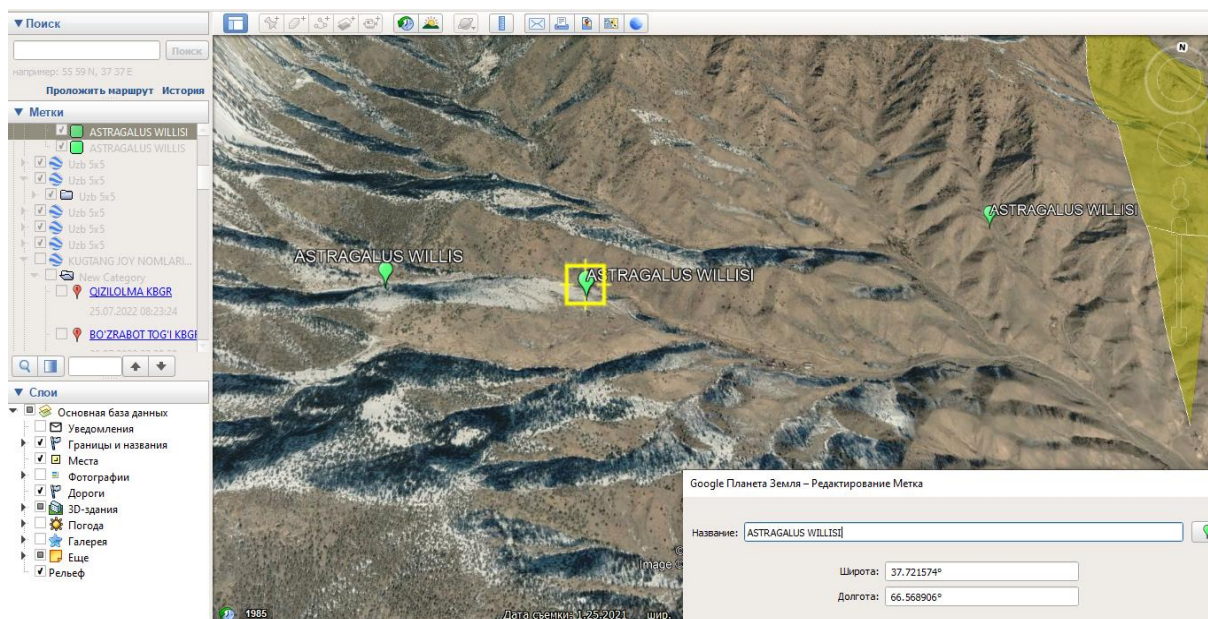 ▼ Поиск
Поиск
например: 55 59 N, 37 37 E
Проложить маршрут История
▼ Метки
ASTRAGALUS WILLISI
ASTRAGALUS WILLIS
Uzb 5x5
Uzb 5x5
Uzb 5x5
Uzb 5x5
Uzb 5x5
Uzb 5x5
KUGTANG JOY NOMLARI...
New Category
QIZILOLMA KBGR
25.07.2022 08:23:24
BO'ZRABOT TOG'I KBGR
▼ Слои
Основная база данных
Уведомления
Границы и названия
Места
Фотографии
Дороги
3D-здания
Погода
Галерея
Еще
Рельеф
N
ASTRAGALUS WILLISI
ASTRAGALUS WILLIS
ASTRAGALUS WILLISI
Image ©
1985
Дата съемки: 1.25.2021 шир.
Google Планета Земля – Редактирование Метка
Название: ASTRAGALUS WILLISI
Широта: 37.721574°
Долгота: 66.568906°